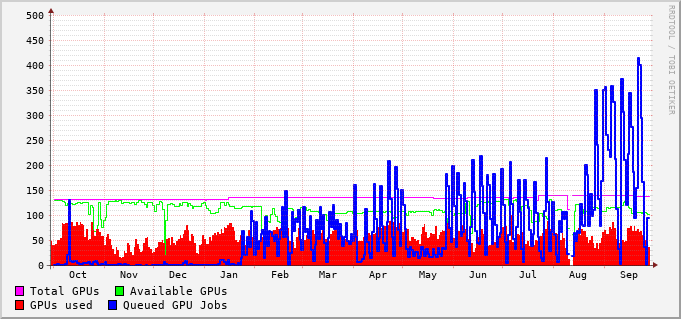 500
450
400
350
300
250
200
150
100
50
0
Oct Nov Dec Jan Feb Mar Apr May Jun Jul Aug Sep
Total GPUs Available GPUs
GPUs used Queued GPU Jobs
RRDTOOL / TOBI OETIKER